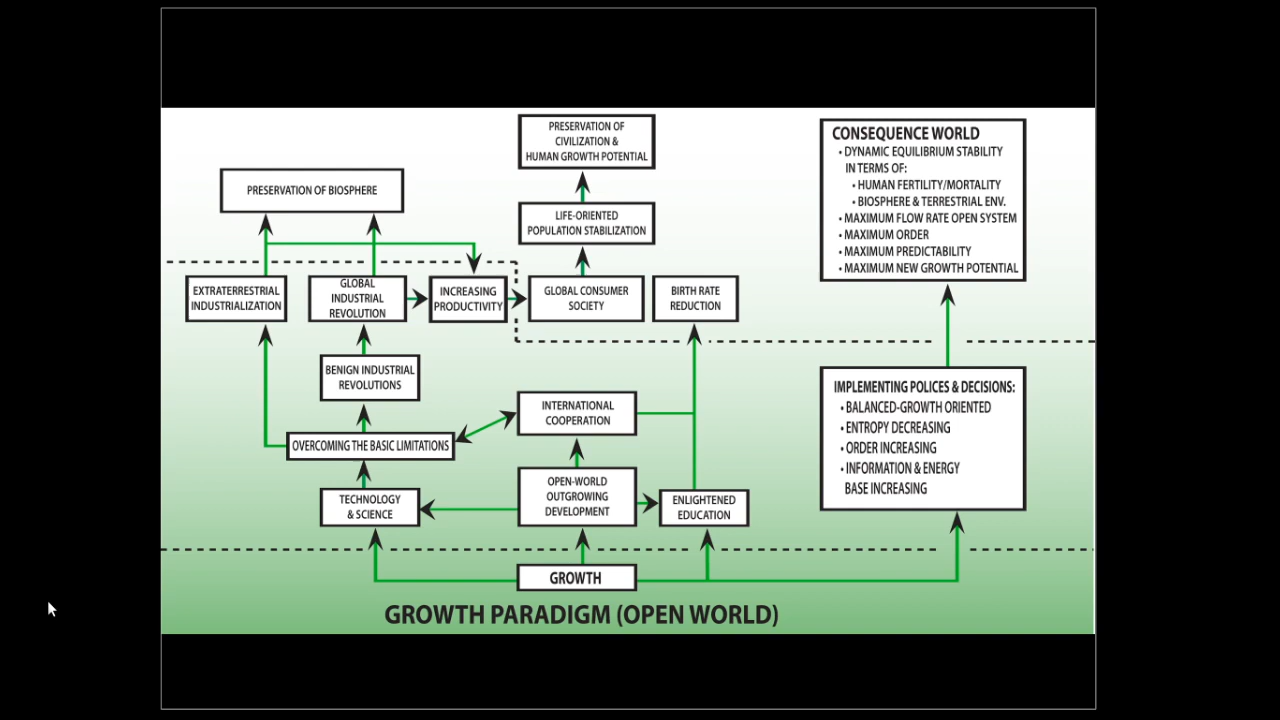 PRESERVATION OF
CIVILIZATION &
HUMAN GROWTH POTENTIAL
PRESERVATION OF BIOSPHERE
LIFE-ORIENTED
POPULATION STABILIZATION
CONSEQUENCE WORLD
• DYNAMIC EQUILIBRIUM STABILITY
IN TERMS OF:
• HUMAN FERTILITY/MORTALITY
• BIOSPHERE & TERRESTRIAL ENV.
• MAXIMUM FLOW RATE OPEN SYSTEM
• MAXIMUM ORDER
• MAXIMUM PREDICTABILITY
• MAXIMUM NEW GROWTH POTENTIAL
EXTRATERRESTRIAL
INDUSTRIALIZATION
GLOBAL
INDUSTRIAL
REVOLUTION
INCREASING
PRODUCTIVITY
GLOBAL CONSUMER
SOCIETY
BIRTH RATE
REDUCTION
BENIGN INDUSTRIAL
REVOLUTIONS
INTERNATIONAL
COOPERATION
OVERCOMING THE BASIC LIMITATIONS
TECHNOLOGY
& SCIENCE
OPEN-WORLD
OUTGROWING
DEVELOPMENT
ENLIGHTENED
EDUCATION
IMPLEMENTING POLICES & DECISIONS:
• BALANCED-GROWTH ORIENTED
• ENTROPY DECREASING
• ORDER INCREASING
• INFORMATION & ENERGY
BASE INCREASING
GROWTH
GROWTH PARADIGM (OPEN WORLD)